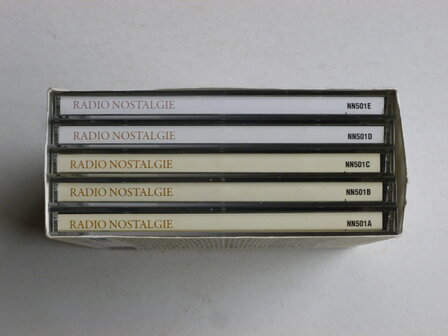 RADIO NOSTALGIE NN501E
RADIO NOSTALGIE NN501D
RADIO NOSTALGIE NN501C
RADIO NOSTALGIE NN501B
RADIO NOSTALGIE NN501A